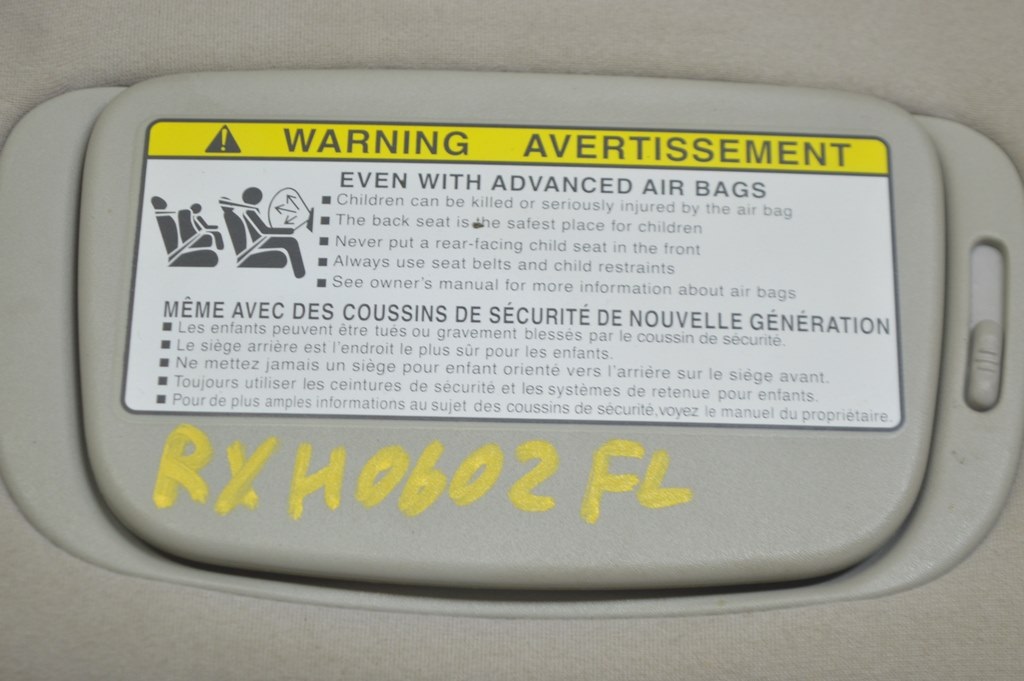 WARNING AVERTISSEMENT
EVEN WITH ADVANCED AIR BAGS
■ Children can be killed or seriously injured by the air bag
■ The back seat is the safest place for children
■ Never put a rear-facing child seat in the front
■ Always use seat belts and child restraints
■ See owner's manual for more information about air bags
MÊME AVEC DES COUSSINS DE SÉCURITÉ DE NOUVELLE GÉNÉRATION
■ Les enfants peuvent être tués ou gravement blessés par le coussin de sécurité.
■ Le siège arrière est l'endroit le plus sûr pour les enfants.
■ Ne mettez jamais un siège pour enfant orienté vers l'arrière sur le siège avant.
■ Toujours utiliser les ceintures de sécurité et les systèmes de retenue pour enfants.
■ Pour de plus amples informations au sujet des coussins de sécurité, voyez le manuel du propriétaire.
RXH0602 FL